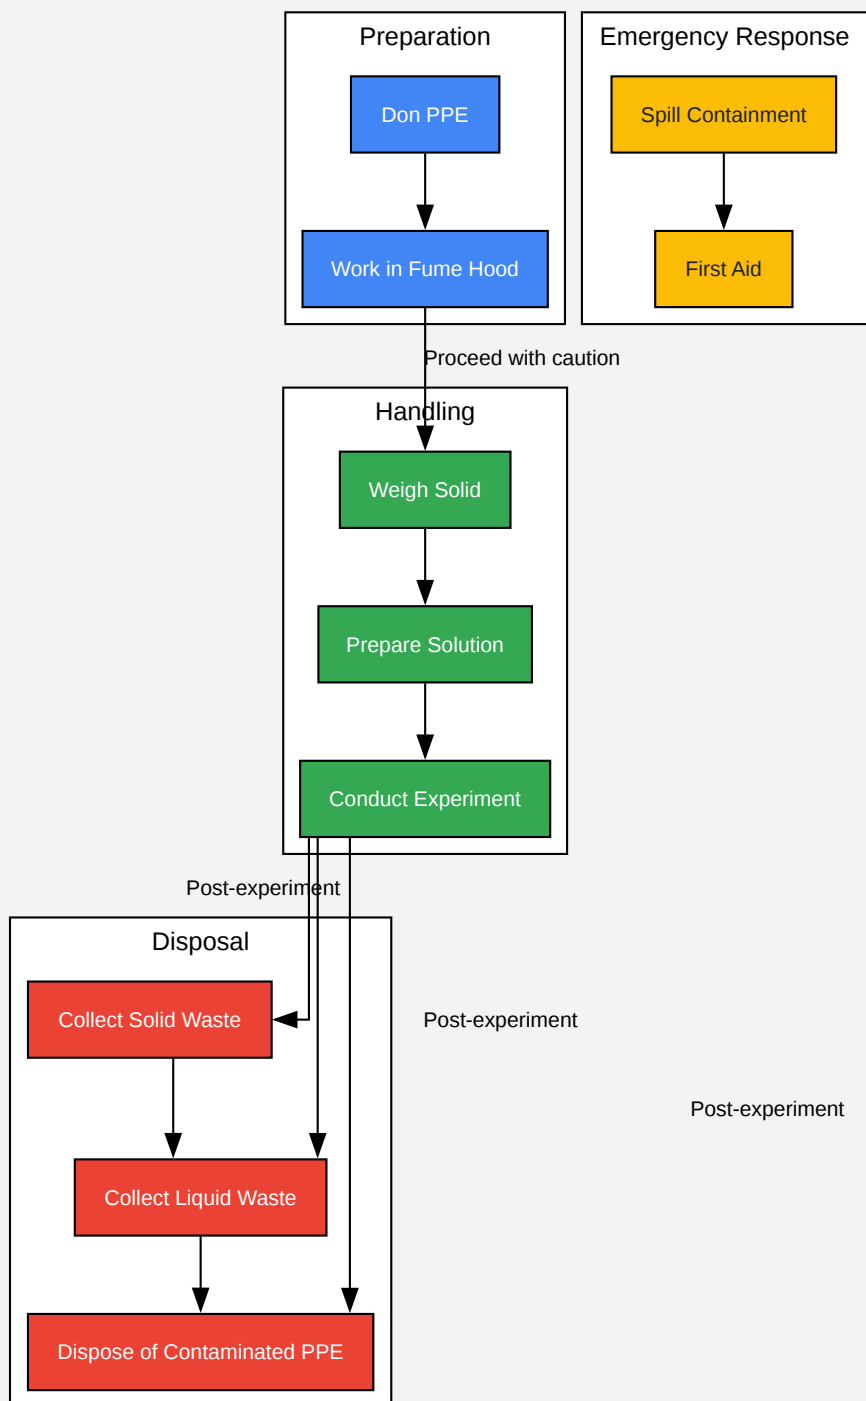 Preparation
Don PPE
Work in Fume Hood
Emergency Response
Spill Containment
First Aid
Proceed with caution
Handling
Weigh Solid
Prepare Solution
Conduct Experiment
Post-experiment
Disposal
Collect Solid Waste
Post-experiment
Post-experiment
Collect Liquid Waste
Dispose of Contaminated PPE